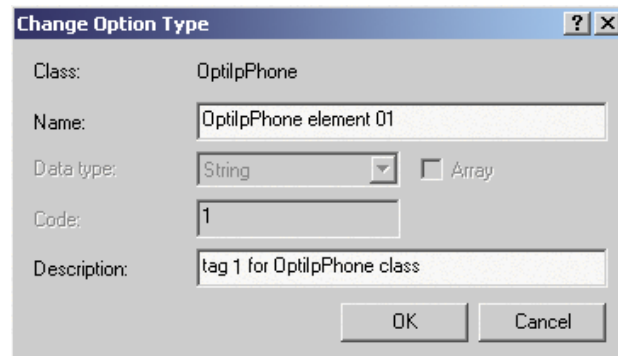 Change Option Type
Class: OptiIpPhone
Name: OptiIpPhone element 01
Data type: String Array
Code: 1
Description: tag 1 for OptiIpPhone class
OK Cancel